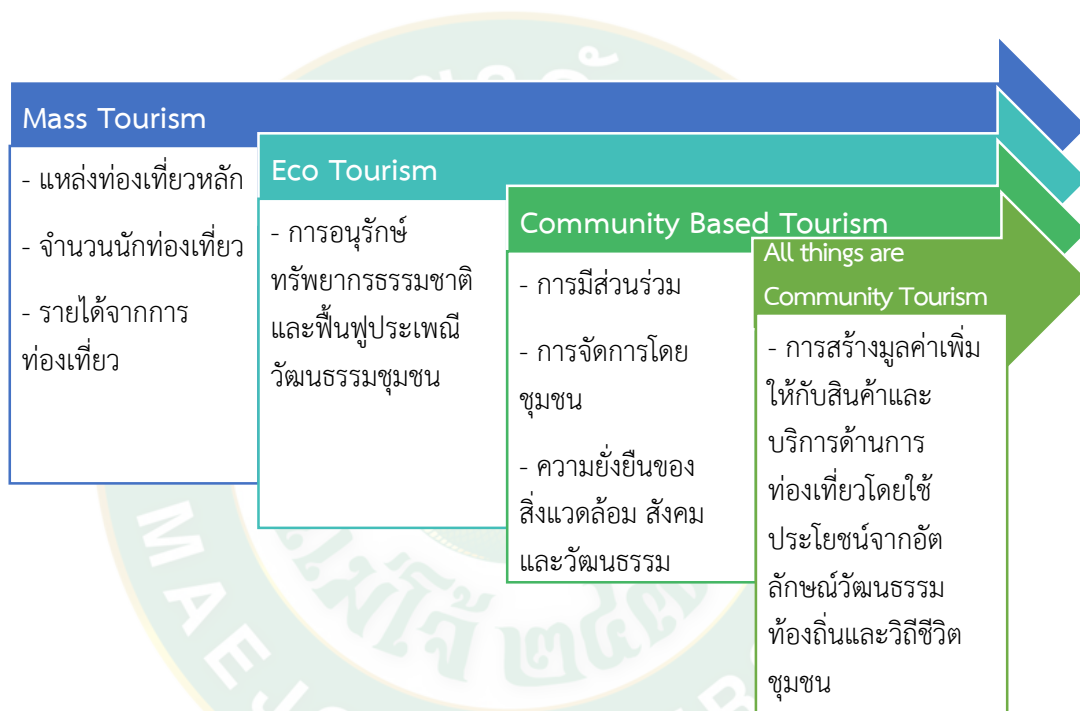 Mass Tourism
- แหล่งท่องเที่ยวหลัก
- จำนวนนักท่องเที่ยว
- รายได้จากการ
ท่องเที่ยว
Eco Tourism
- การอนุรักษ์
ทรัพยากรธรรมชาติ
และฟื้นฟูประเพณี
วัฒนธรรมชุมชน
Community Based Tourism
- การมีส่วนร่วม
- การจัดการโดย
ชุมชน
- ความยั่งยืนของ
สิ่งแวดล้อม สังคม
และวัฒนธรรม
All things are
Community Tourism
- การสร้างมูลค่าเพิ่ม
ให้กับสินค้าและ
บริการด้านการ
ท่องเที่ยวโดยใช้
ประโยชน์จากอัต
ลักษณ์วัฒนธรรม
ท้องถิ่นและวิถีชีวิต
ชุมชน